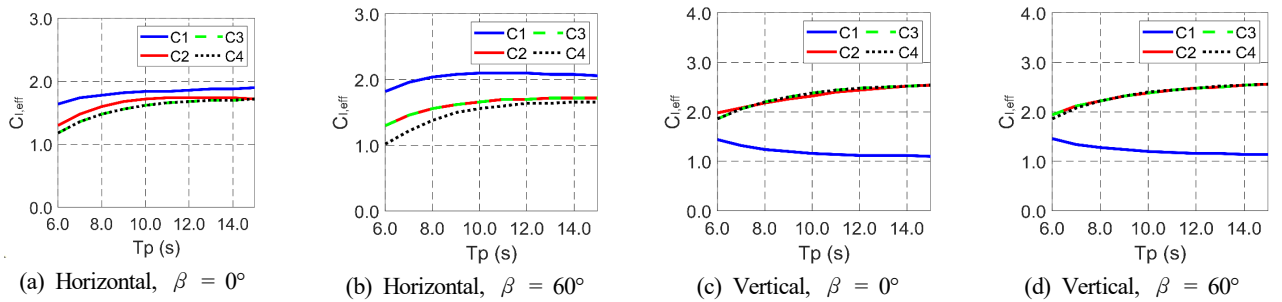 3.0
2.0
1.0
0.0
C_I,eff
C1 C3
C2 C4
6.0 8.0 10.0 12.0 14.0
Tp (s)
(a) Horizontal, β = 0°
3.0
2.0
1.0
0.0
C_I,eff
C1 C3
C2 C4
6.0 8.0 10.0 12.0 14.0
Tp (s)
(b) Horizontal, β = 60°
4.0
3.0
2.0
1.0
0.0
C_I,eff
C1 C3
C2 C4
6.0 8.0 10.0 12.0 14.0
Tp (s)
(c) Vertical, β = 0°
4.0
3.0
2.0
1.0
0.0
C_I,eff
C1 C3
C2 C4
6.0 8.0 10.0 12.0 14.0
Tp (s)
(d) Vertical, β = 60°